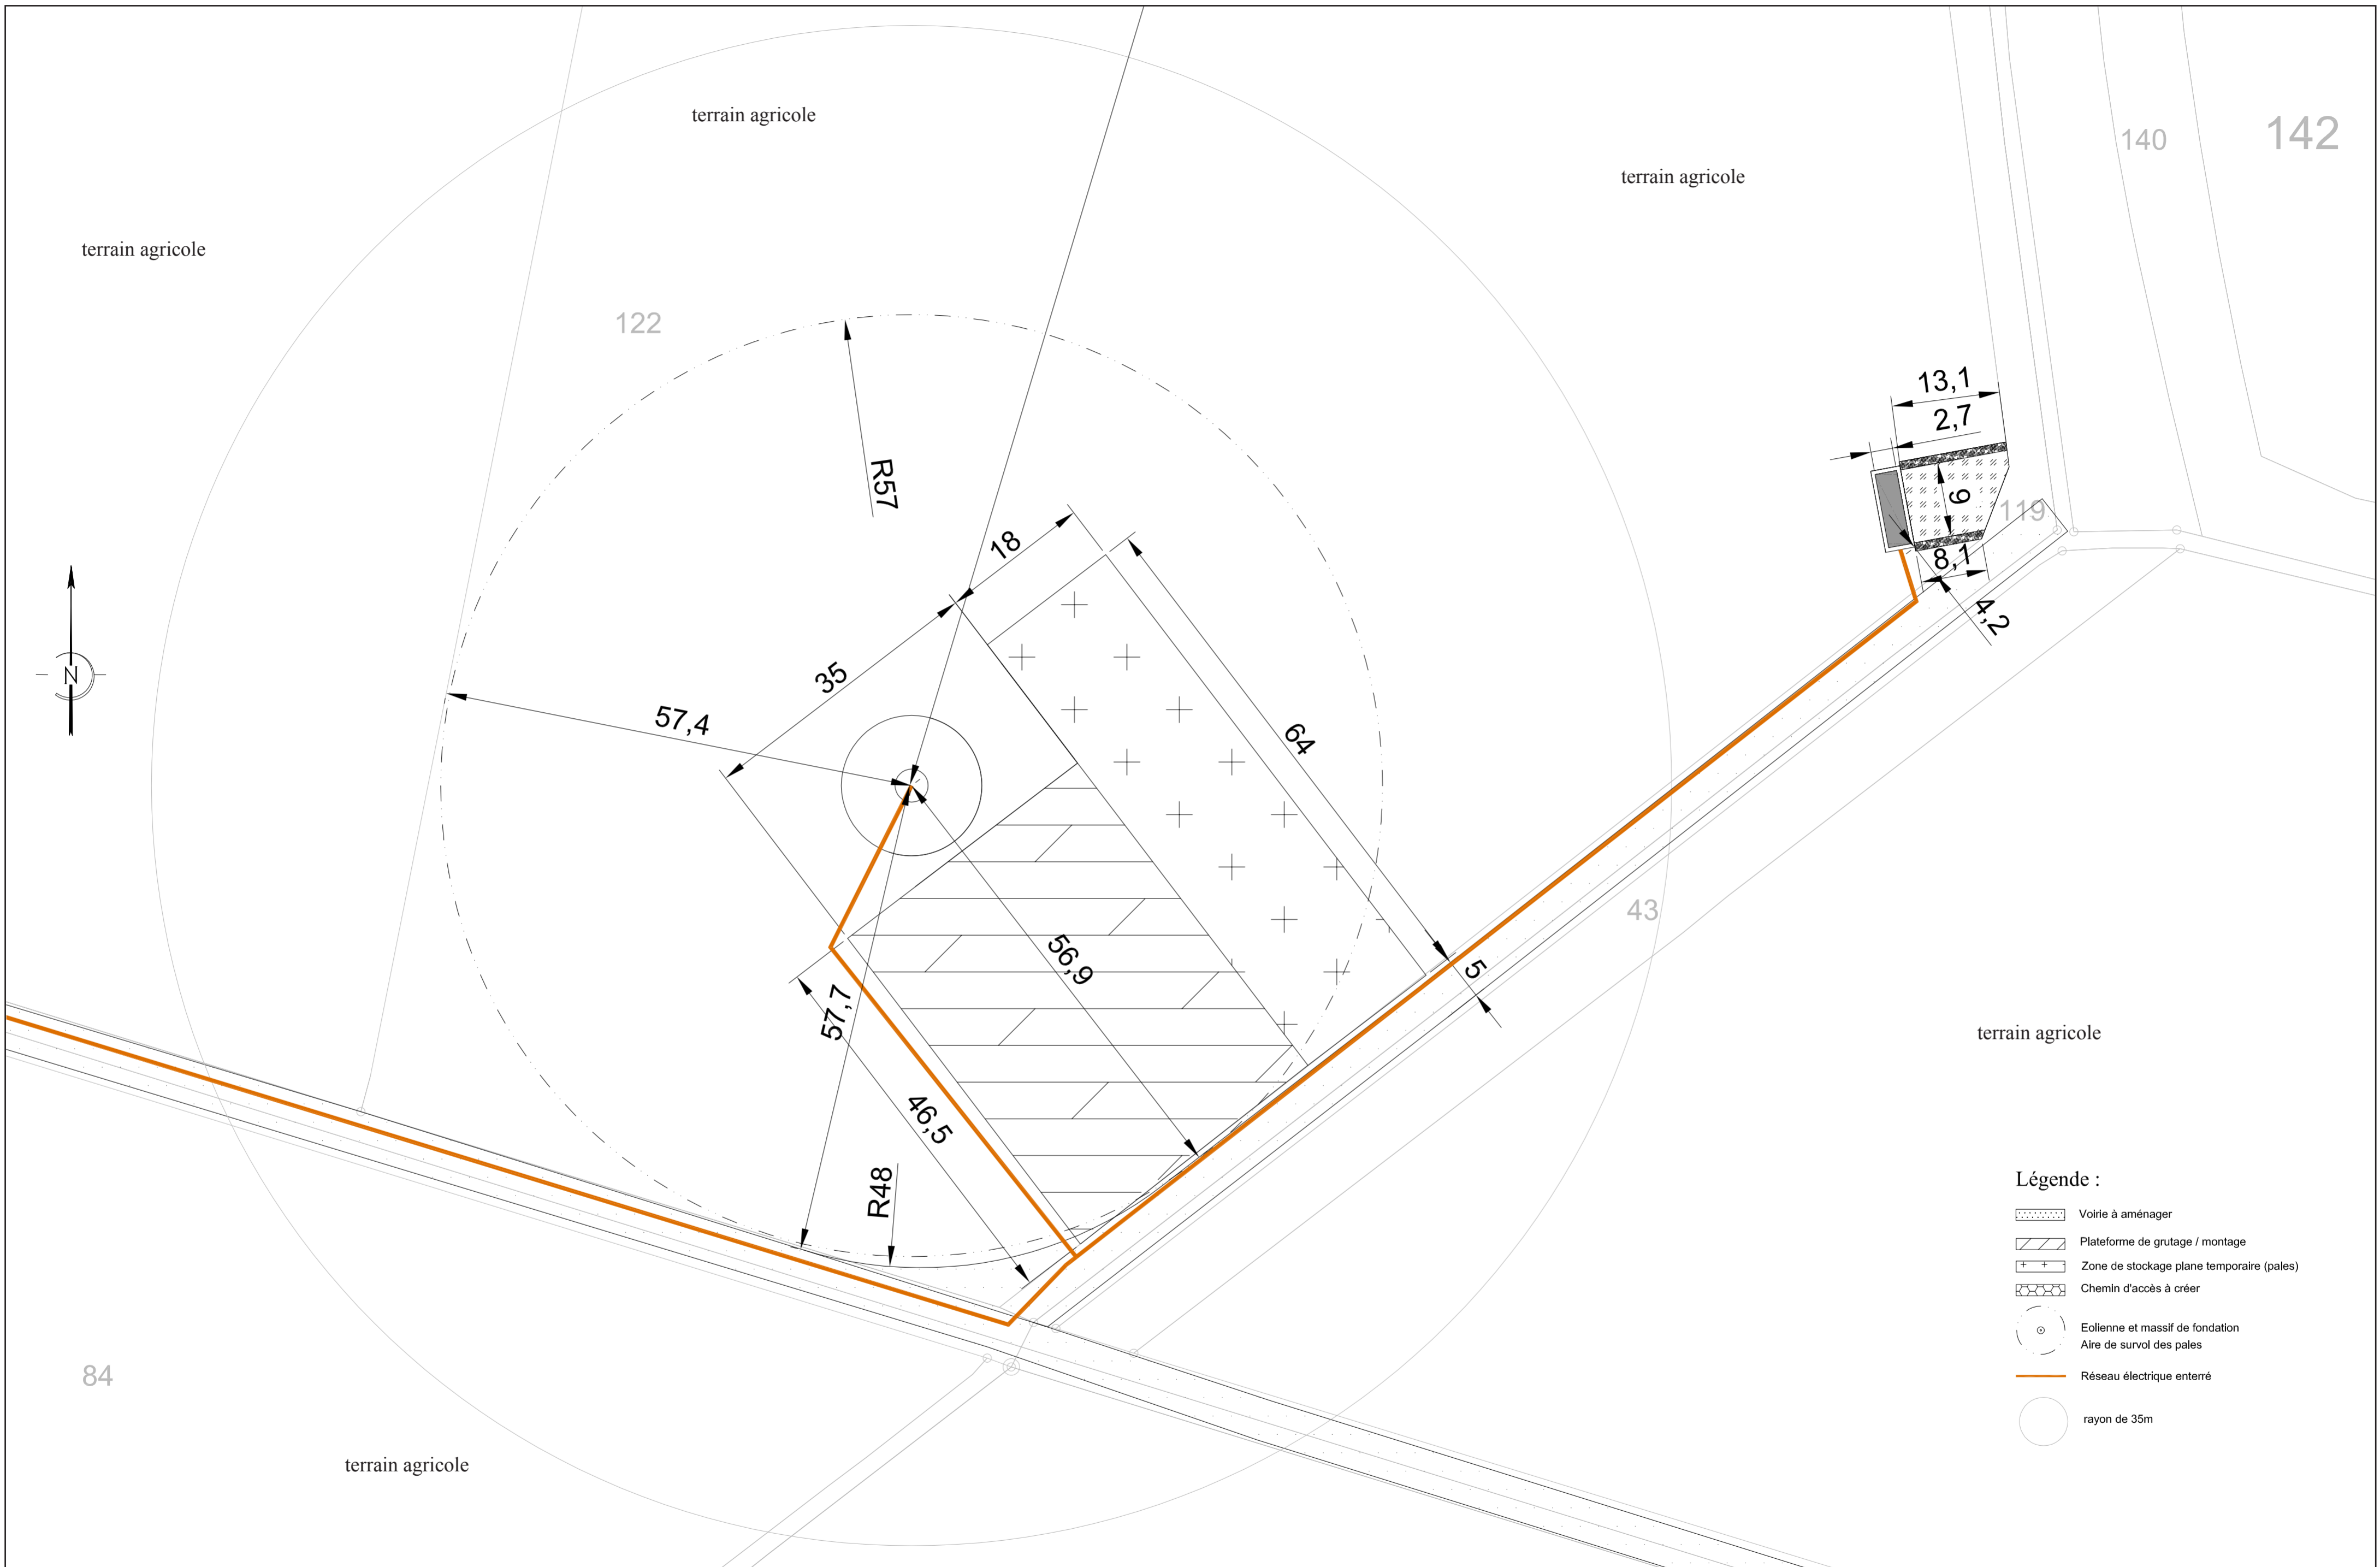 terrain agricole
140
142
terrain agricole
terrain agricole
122
13,1
2,7
R57
9
119
18
8,1
4,2
N
35
57,4
64
43
56,9
5
57,7
terrain agricole
46,5
R48
Légende :
Voirie à aménager
Plateforme de grutage / montage
Zone de stockage plane temporaire (pales)
Chemin d'accès à créer
Eolienne et massif de fondation
Aire de survol des pales
Réseau électrique enterré
rayon de 35m
84
terrain agricole